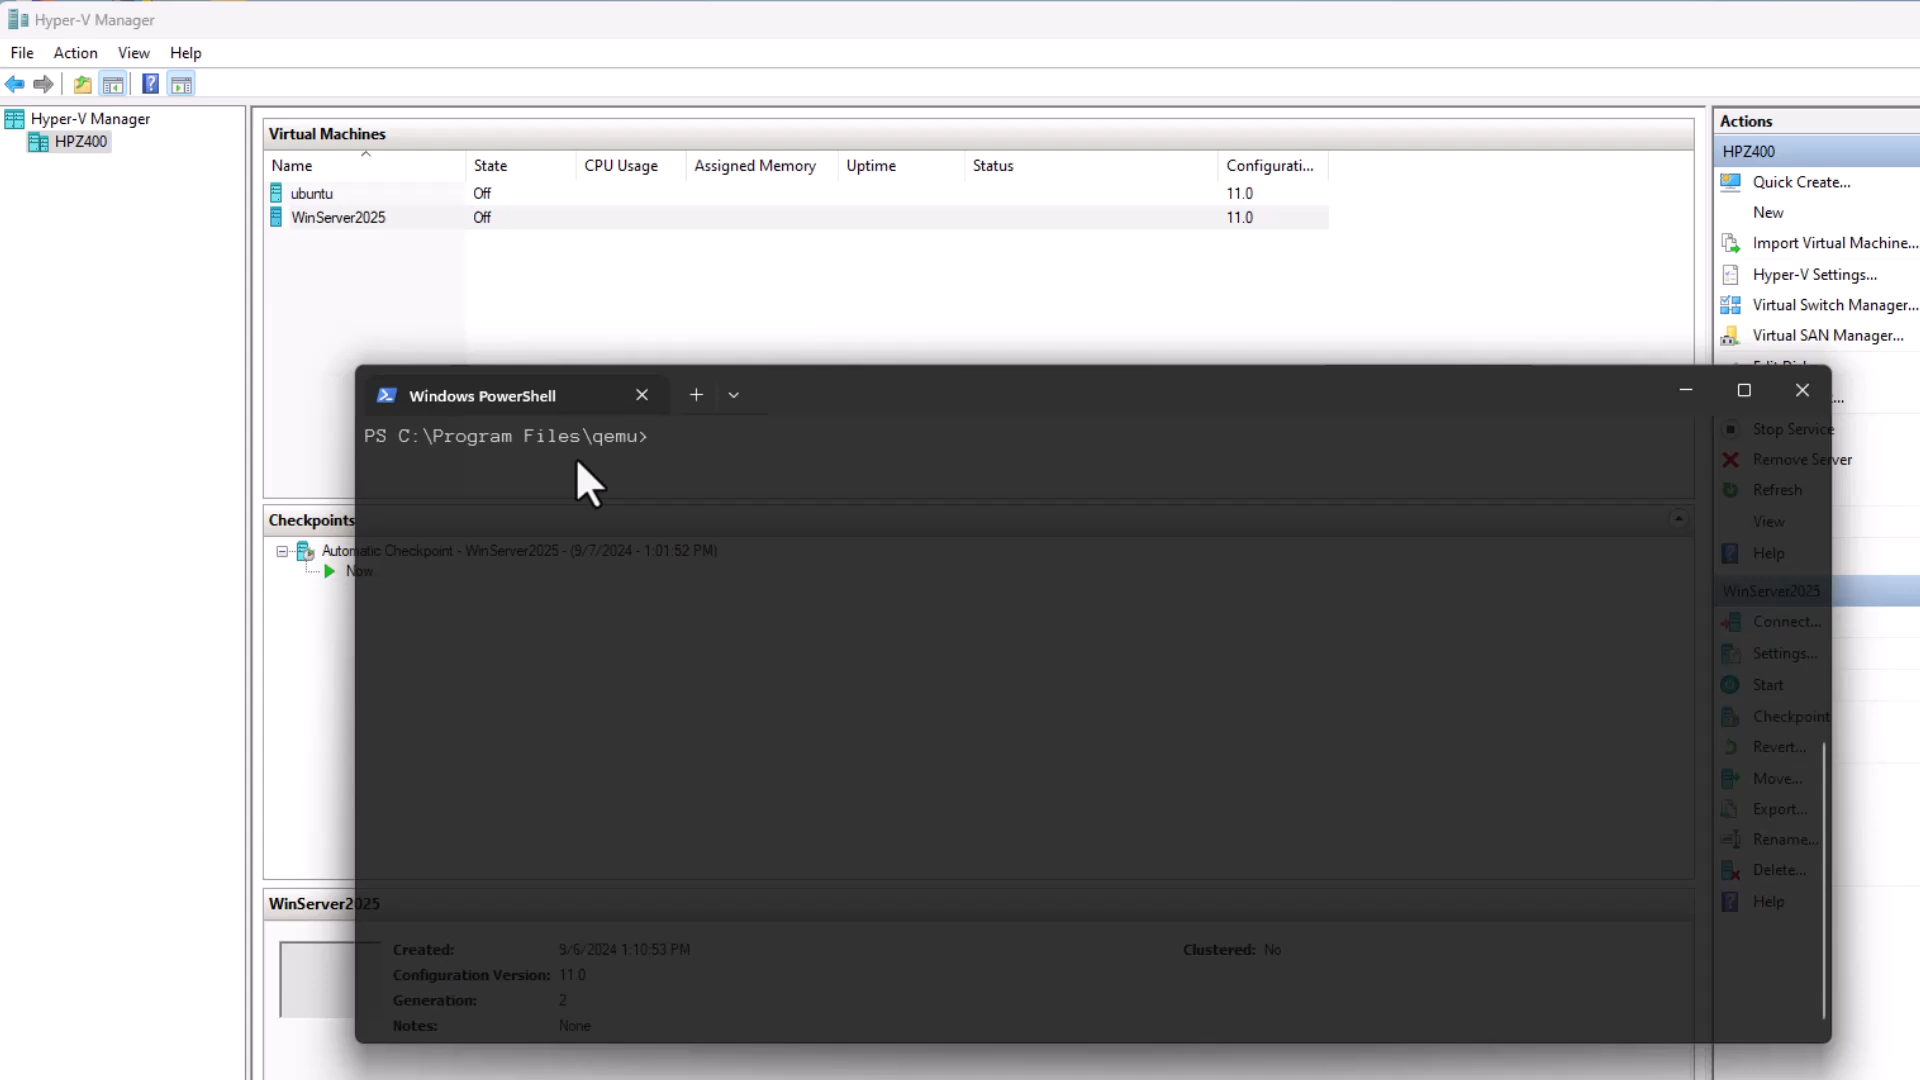 Hyper-V Manager
File Action View Help
Hyper-V Manager
HPZ400
Virtual Machines
Name State CPU Usage Assigned Memory Uptime Status Configurati...
ubuntu Off 11.0
WinServer2025 Off 11.0
Actions
HPZ400
Quick Create...
New
Import Virtual Machine...
Hyper-V Settings...
Virtual Switch Manager...
Virtual SAN Manager...
...
Stop Service
Remove Server
Refresh
View
Help
WinServer2025
Connect...
Settings...
Start
Checkpoint
Revert...
Move...
Export...
Rename...
Delete...
Help
Windows PowerShell
PS C:\Program Files\qemu>
Checkpoints
Automatic Checkpoint - WinServer2025 - (9/7/2024 - 1:01:52 PM)
Now
WinServer2025
Created: 9/6/2024 1:10:53 PM Clustered: No
Configuration Version: 11.0
Generation: 2
Notes: None